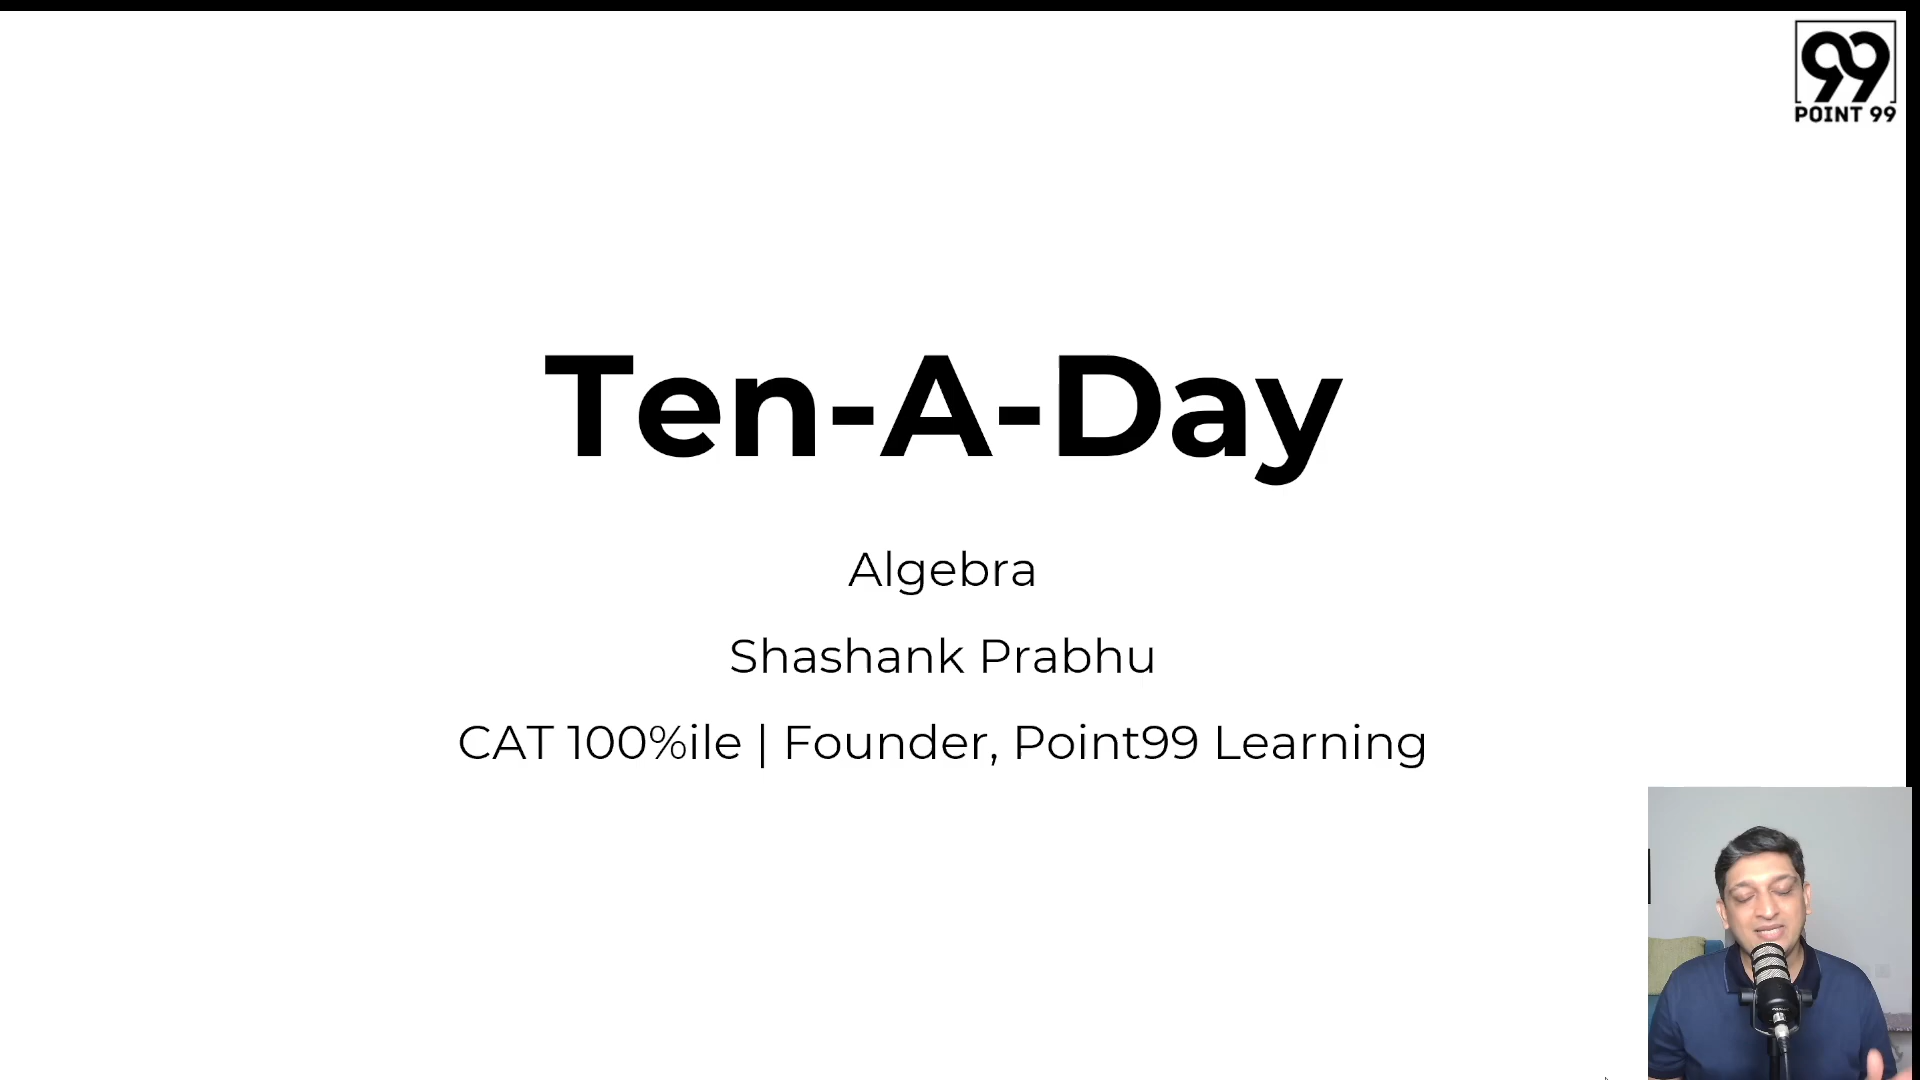 99
POINT 99
Ten-A-Day
Algebra
Shashank Prabhu
CAT 100%ile | Founder, Point99 Learning